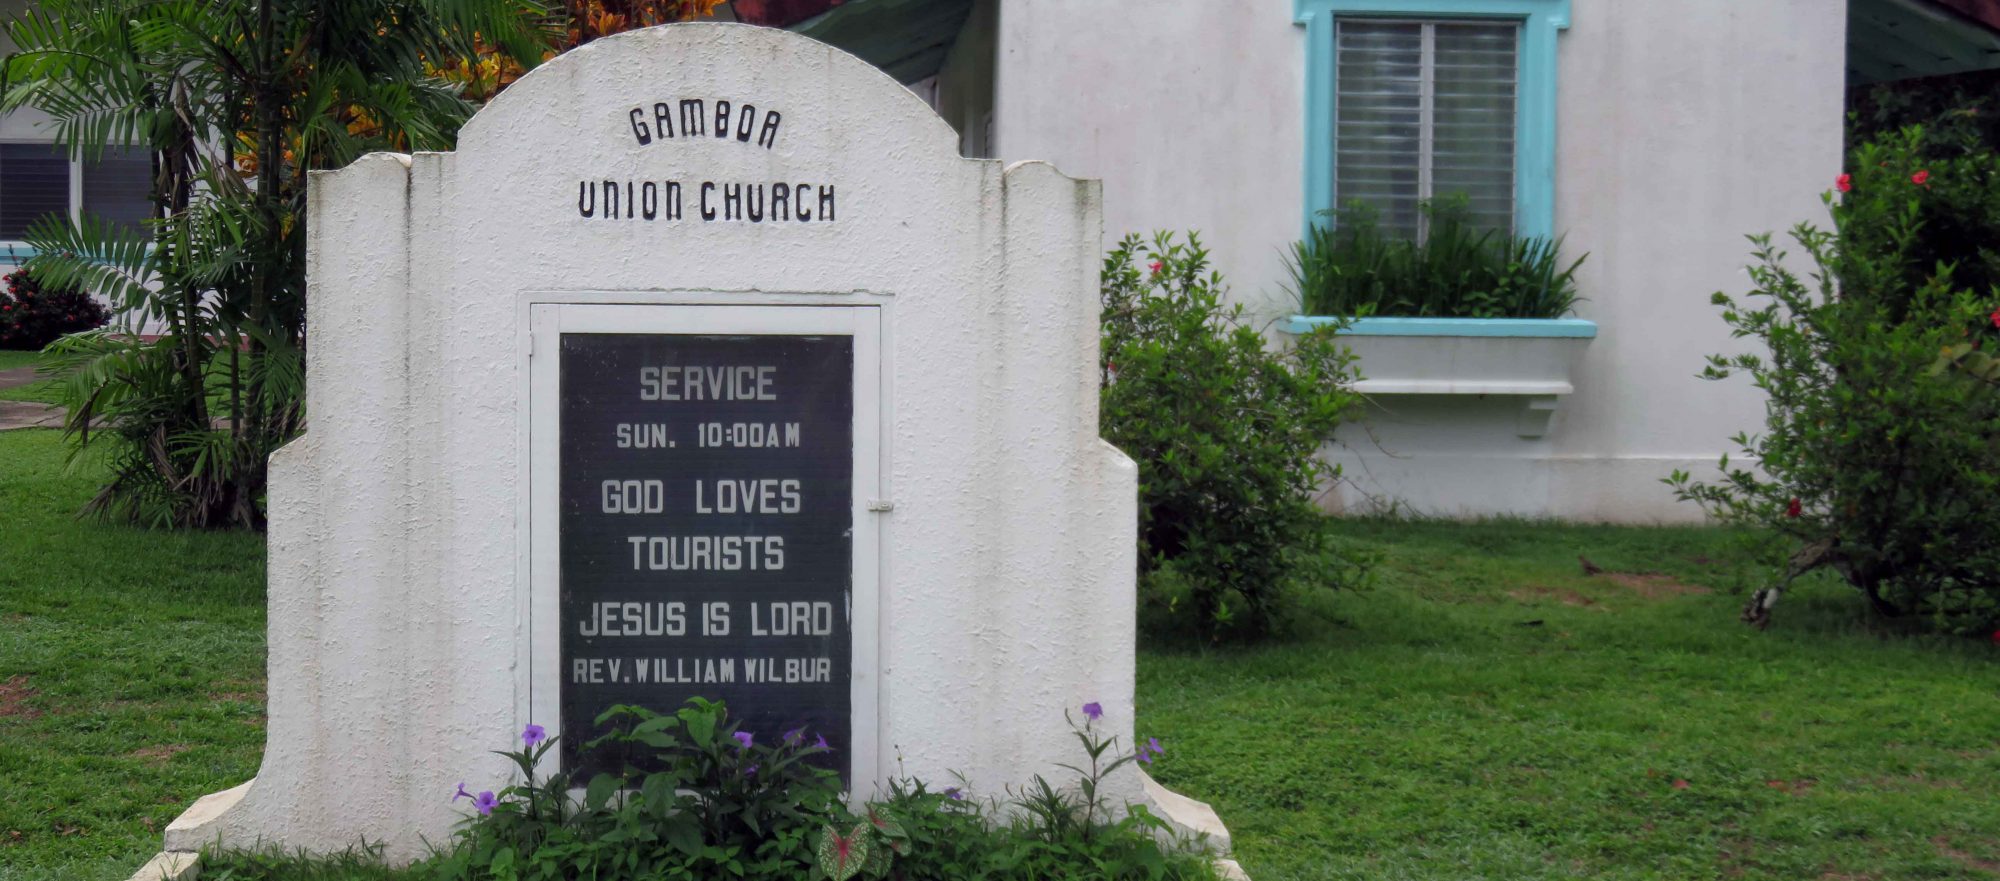 GAMBOA
UNION CHURCH
SERVICE
SUN. 10:00AM
GOD LOVES
TOURISTS
JESUS IS LORD
REV. WILLIAM WILBUR